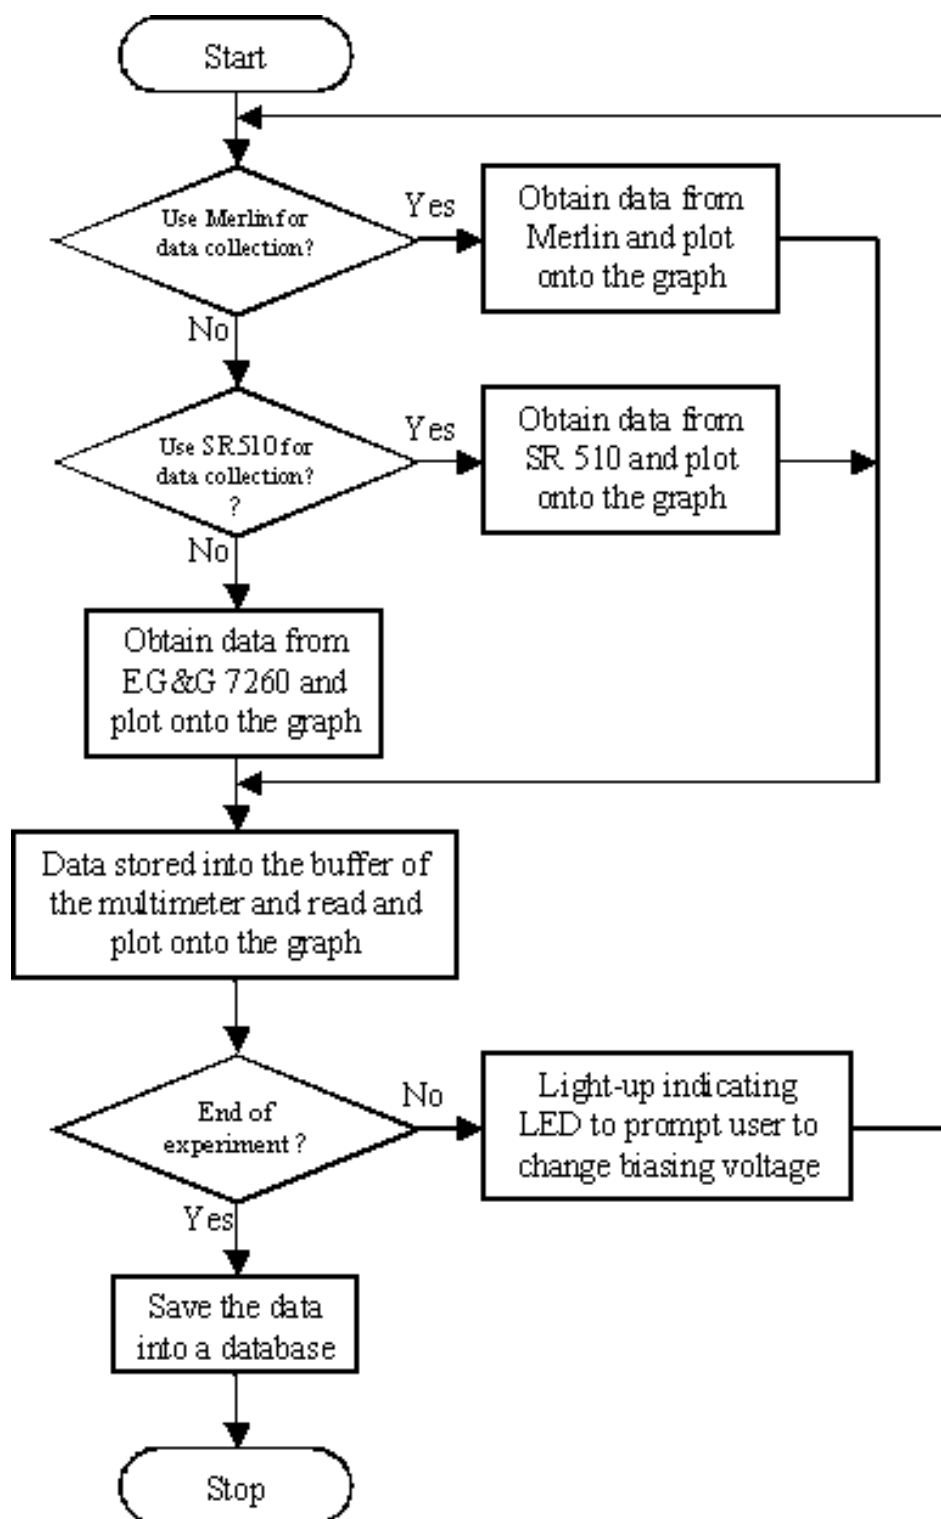 Start
Use Merlin for
data collection?
Yes
Obtain data from
Merlin and plot
onto the graph
No
Use SR510 for
data collection?
?
Yes
Obtain data from
SR 510 and plot
onto the graph
No
Obtain data from
EG&G 7260 and
plot onto the graph
Data stored into the buffer of
the multimeter and read and
plot onto the graph
End of
experiment ?
No
Light-up indicating
LED to prompt user to
change biasing voltage
Yes
Save the data
into a database
Stop